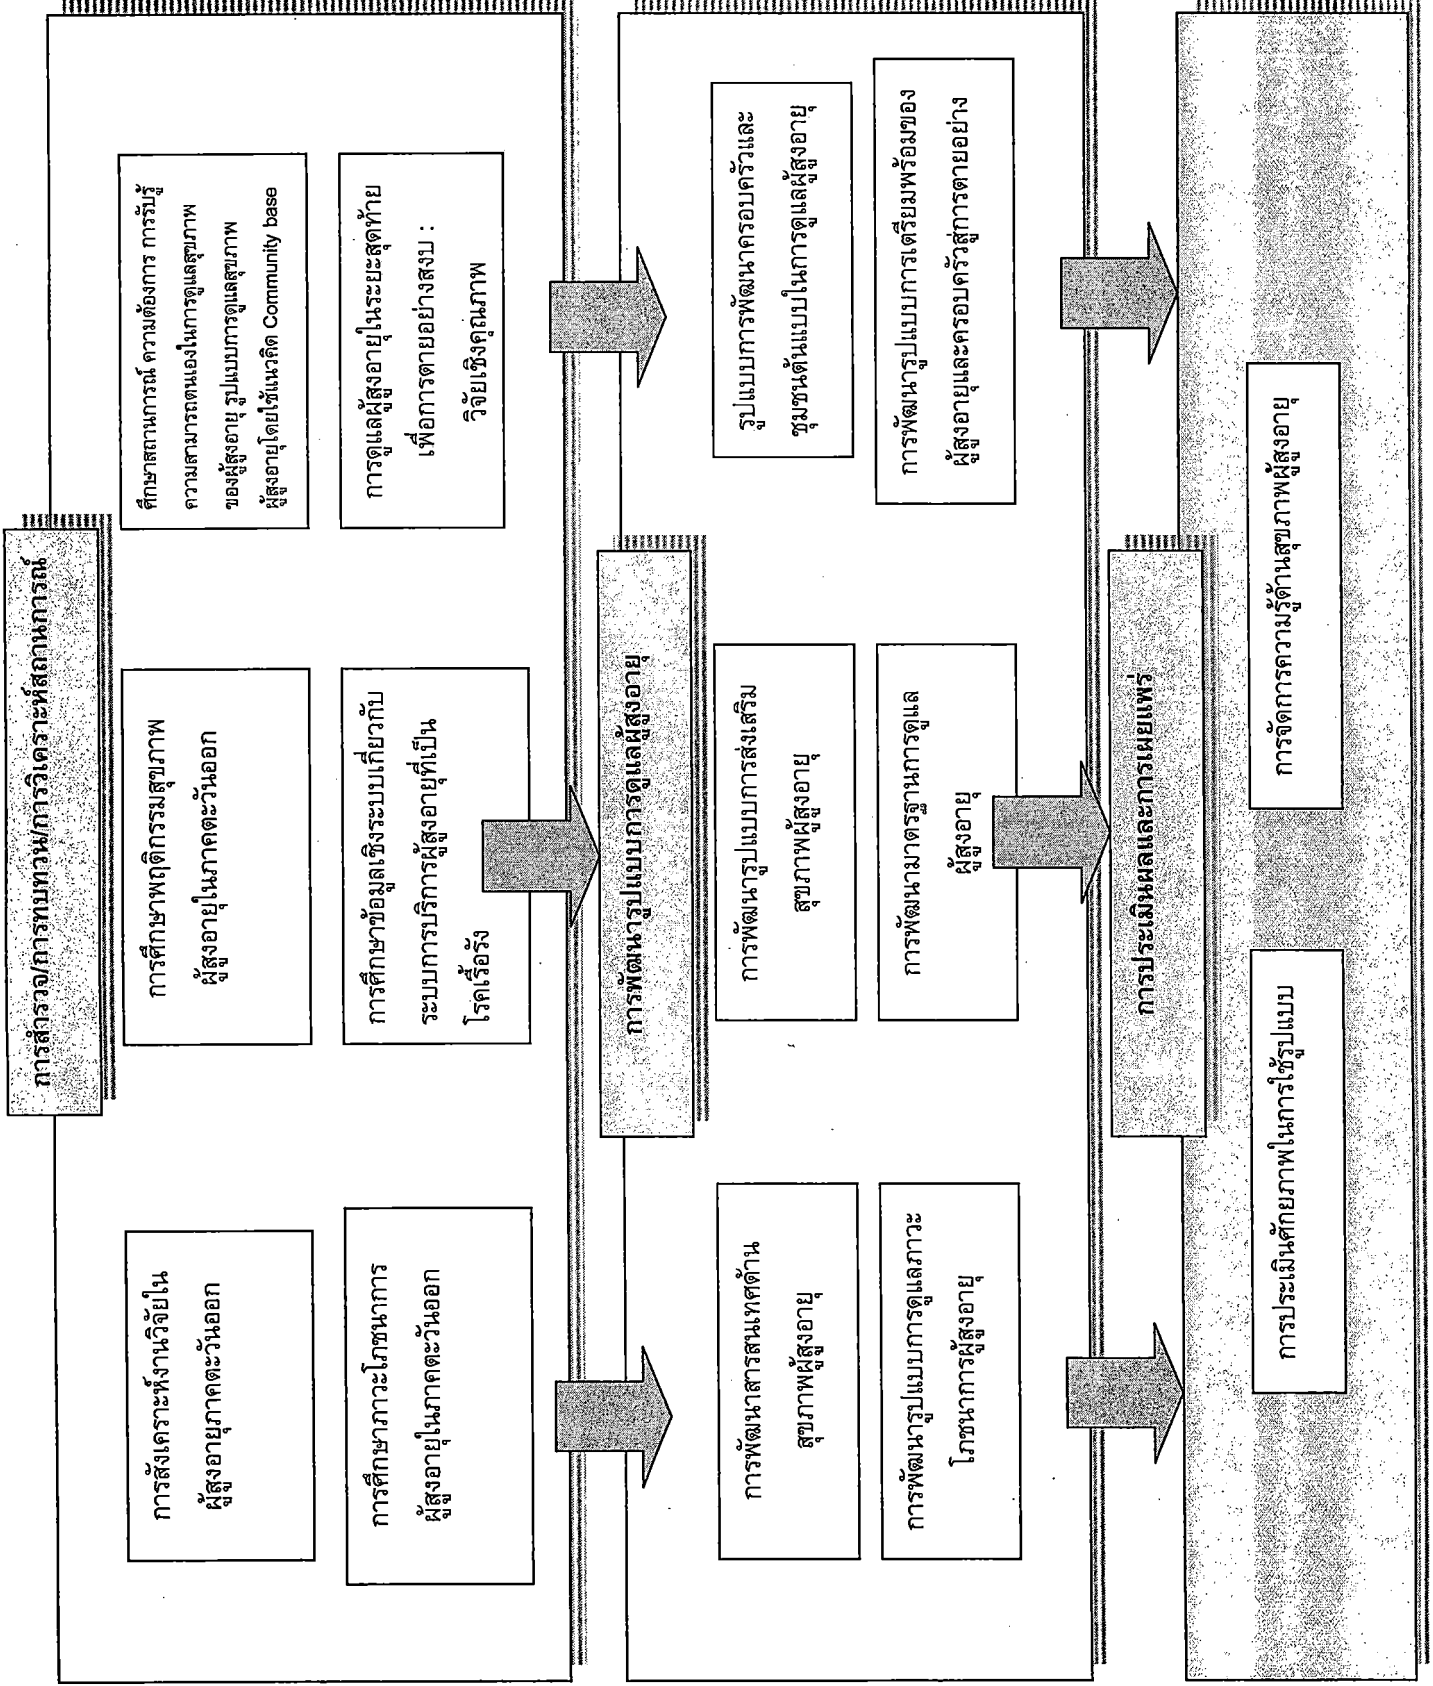 การสำรวจ/การทบทวน/การวิเคราะห์สถานการณ์
การสังเคราะห์งานวิจัยใน
ผู้สูงอายุภาคตะวันออก
การศึกษาพฤติกรรมสุขภาพ
ผู้สูงอายุในภาคตะวันออก
ศึกษาสถานการณ์ ความต้องการ การรับรู้
ความสามารถตนเองในการดูแลสุขภาพ
ของผู้สูงอายุ รูปแบบการดูแลสุขภาพ
ผู้สูงอายุโดยใช้แนวคิด Community base
การศึกษาภาวะโภชนาการ
ผู้สูงอายุในภาคตะวันออก
การศึกษาข้อมูลเชิงระบบเกี่ยวกับ
ระบบการบริการผู้สูงอายุที่เป็น
โรคเรื้อรัง
การดูแลผู้สูงอายุในระยะสุดท้าย
เพื่อการตายอย่างสงบ :
วิจัยเชิงคุณภาพ
การพัฒนารูปแบบการดูแลผู้สูงอายุ
การพัฒนาสารสนเทศด้าน
สุขภาพผู้สูงอายุ
การพัฒนารูปแบบการส่งเสริม
สุขภาพผู้สูงอายุ
รูปแบบการพัฒนาครอบครัวและ
ชุมชนต้นแบบในการดูแลผู้สูงอายุ
การพัฒนารูปแบบการดูแลภาวะ
โภชนาการผู้สูงอายุ
การพัฒนามาตรฐานการดูแล
ผู้สูงอายุ
การพัฒนารูปแบบการเตรียมพร้อมของ
ผู้สูงอายุและครอบครัวสู่การตายอย่าง
การประเมินผลและการเผยแพร่
การประเมินศักยภาพในการใช้รูปแบบ
การจัดการความรู้ด้านสุขภาพผู้สูงอายุ